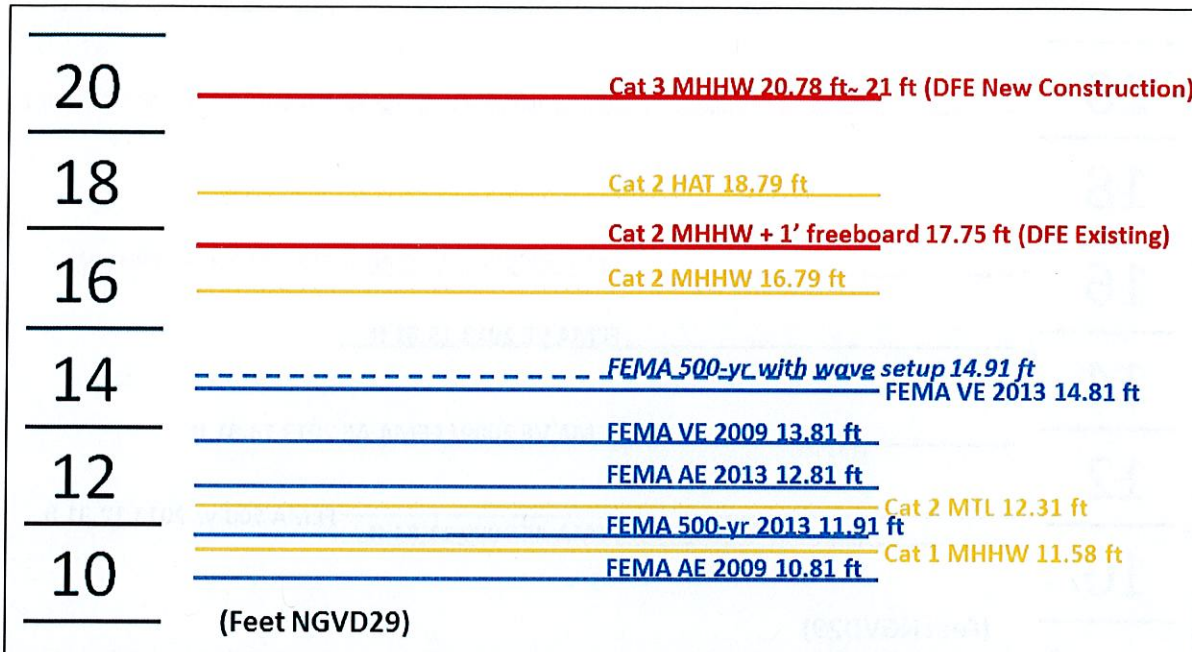 20
Cat 3 MHHW 20.78 ft~ 21 ft (DFE New Construction)
18
Cat 2 HAT 18.79 ft
Cat 2 MHHW + 1' freeboard 17.75 ft (DFE Existing)
16
Cat 2 MHHW 16.79 ft
14
FEMA 500-yr with wave setup 14.91 ft
FEMA VE 2013 14.81 ft
FEMA VE 2009 13.81 ft
12
FEMA AE 2013 12.81 ft
Cat 2 MTL 12.31 ft
FEMA 500-yr 2013 11.91 ft
Cat 1 MHHW 11.58 ft
10
FEMA AE 2009 10.81 ft
(Feet NGVD29)